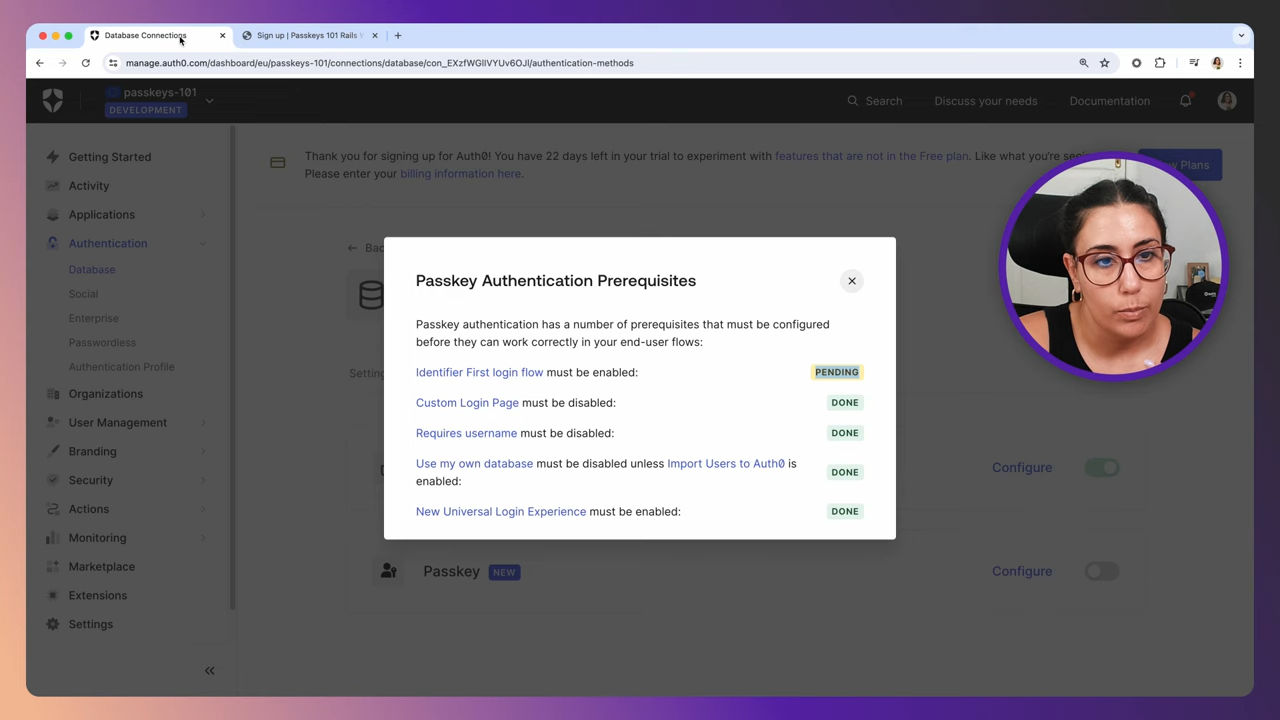 Database Connections
Sign up | Passkeys 101 Rails
manage.auth0.com/dashboard/eu/passkeys-101/connections/database/con_EXzfWGIlVYUv6OJl/authentication-methods
passkeys-101
DEVELOPMENT
Search
Discuss your needs
Documentation
Getting Started
Activity
Applications
Authentication
Database
Social
Enterprise
Passwordless
Authentication Profile
Organizations
User Management
Branding
Security
Actions
Monitoring
Marketplace
Extensions
Settings
Thank you for signing up for Auth0! You have 22 days left in your trial to experiment with features that are not in the Free plan. Like what you're
Please enter your billing information here.
Plans
Passkey Authentication Prerequisites
Passkey authentication has a number of prerequisites that must be configured
before they can work correctly in your end-user flows:
Identifier First login flow must be enabled: PENDING
Custom Login Page must be disabled: DONE
Requires username must be disabled: DONE
Use my own database must be disabled unless Import Users to Auth0 is
enabled: DONE
New Universal Login Experience must be enabled: DONE
Configure
Passkey NEW Configure